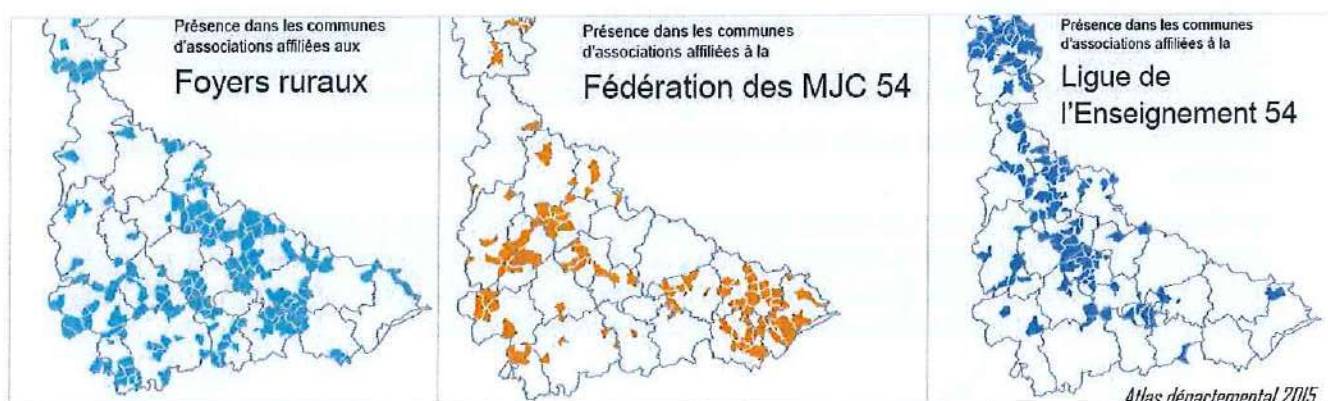 Présence dans les communes
d'associations affiliées aux
Foyers ruraux
Présence dans les communes
d'associations affiliées à la
Fédération des MJC 54
Présence dans les communes
d'associations affiliées à la
Ligue de
l'Enseignement 54
Atlas départemental 2015